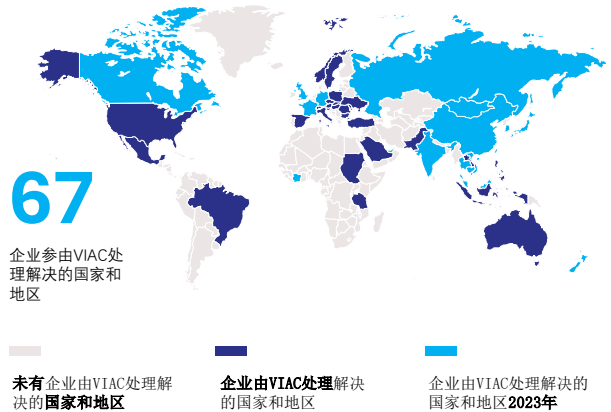 67
企业参由VIAC处
理解决的国家和
地区
未有企业由VIAC处理解
决的国家和地区
企业由VIAC处理解决
的国家和地区
企业由VIAC处理解决的
国家和地区2023年